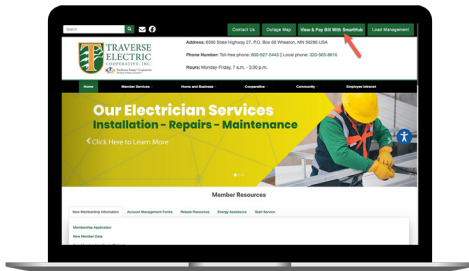 Search
Contact Us
Outage Map
View & Pay Bill With SmartHub
Load Management
TRAVERSE
ELECTRIC
COOPERATIVE, INC.
Address: 6590 State Highway 27, P.O. Box 66 Wheaton, MN 56296 USA
Phone Number: Toll-free phone: 800-927-5443 || Local phone: 320-563-8616
Hours: Monday-Friday, 7 a.m. - 3:30 p.m.
Home
Member Services
Home and Business
Cooperative
Community
Employee Intranet
Our Electrician Services
Installation - Repairs - Maintenance
Click Here to Learn More
Member Resources
New Membership Information
Account Management Forms
Rebate Resources
Energy Assistance
Start Service
Membership Application
New Member Data